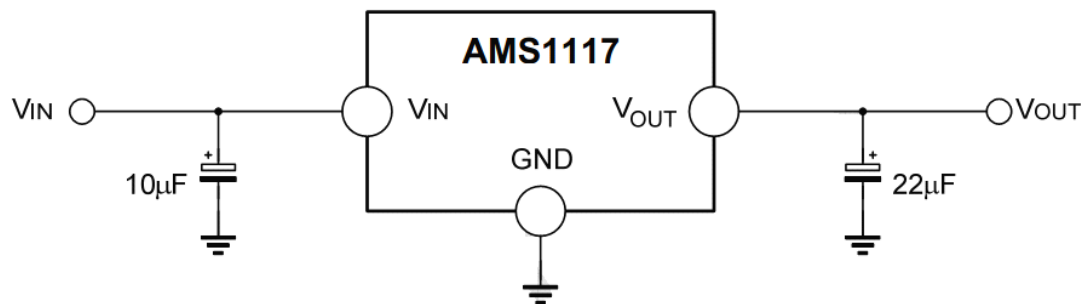 AMS1117
VIN
VIN
VOUT
VOUT
GND
+
10µF
+
22µF